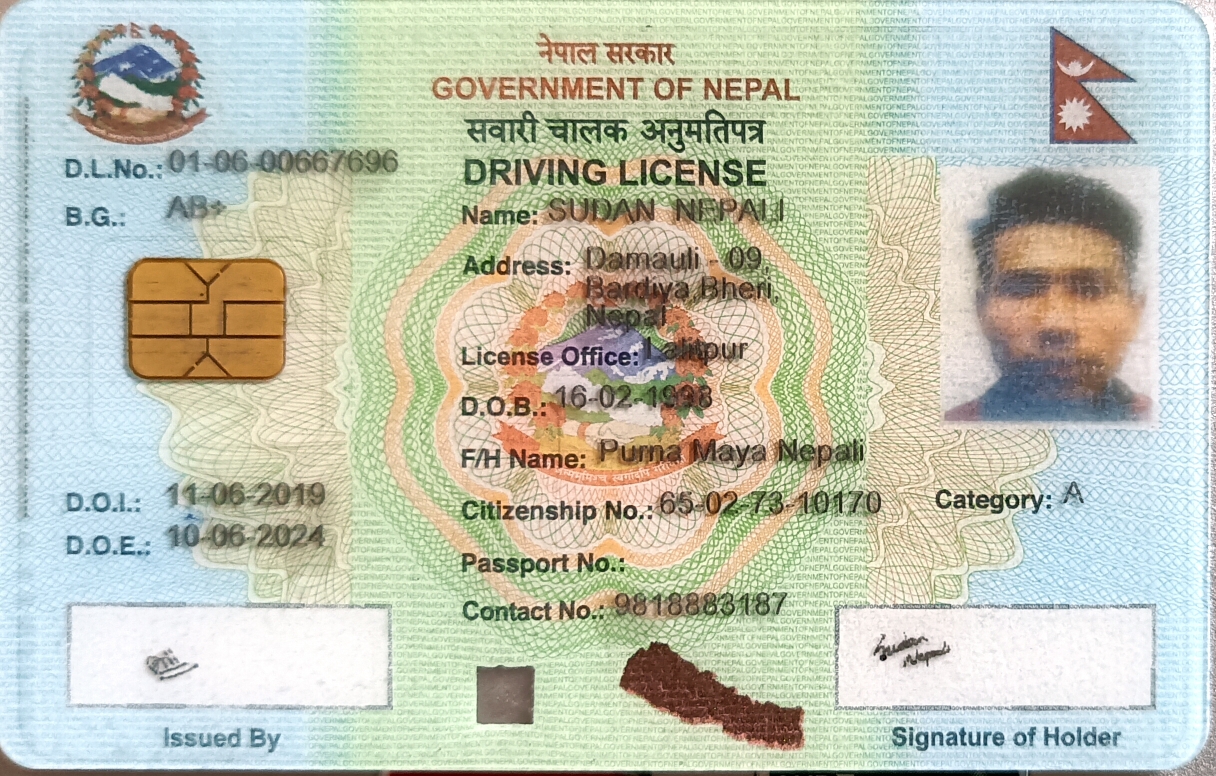 नेपाल सरकार
GOVERNMENT OF NEPAL
सवारी चालक अनुमतिपत्र
DRIVING LICENSE
D.L.No.: 01-06-00667696
B.G.: AB+
Name: SUDAN NEPALI
Address: Damauli - 09,
Bardiya Bheri,
Nepal
License Office: Lalitpur
D.O.B.: 16-02-1998
F/H Name: Purna Maya Nepali
Citizenship No.: 65-02-73-10170
Category: A
Passport No.:
Contact No.: 9818883187
D.O.I.: 11-06-2019
D.O.E.: 10-06-2024
Sudan
Nepali
Issued By
Signature of Holder